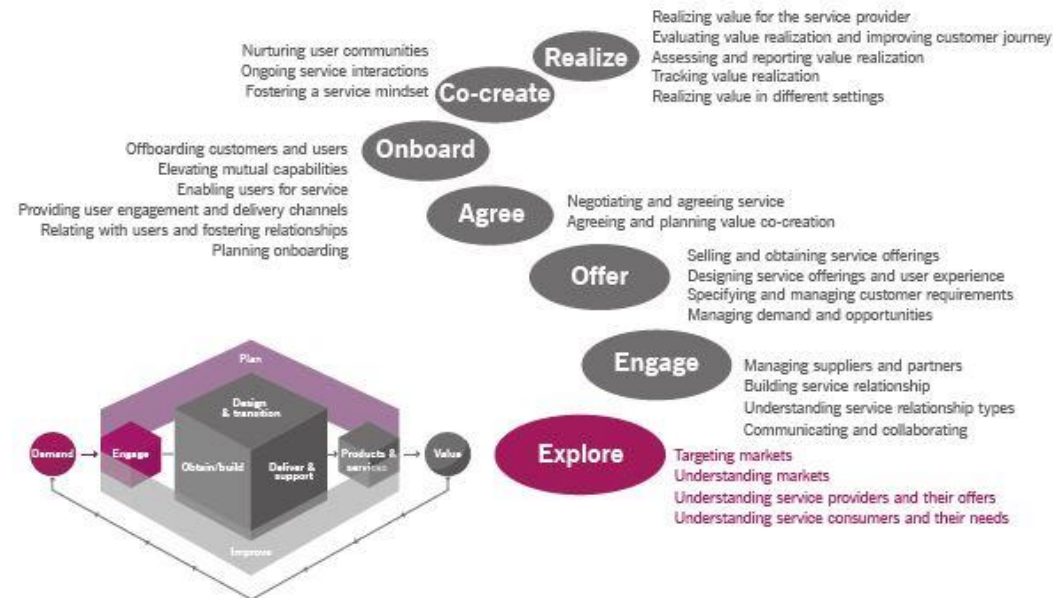 Realize
Realizing value for the service provider
Evaluating value realization and improving customer journey
Assessing and reporting value realization
Tracking value realization
Realizing value in different settings
Nurturing user communities
Ongoing service interactions
Fostering a service mindset
Co-create
Offboarding customers and users
Elevating mutual capabilities
Enabling users for service
Providing user engagement and delivery channels
Relating with users and fostering relationships
Planning onboarding
Onboard
Agree
Negotiating and agreeing service
Agreeing and planning value co-creation
Offer
Selling and obtaining service offerings
Designing service offerings and user experience
Specifying and managing customer requirements
Managing demand and opportunities
Engage
Managing suppliers and partners
Building service relationship
Understanding service relationship types
Communicating and collaborating
Explore
Targeting markets
Understanding markets
Understanding service providers and their offers
Understanding service consumers and their needs
Plan
Design
& transition
Demand
Engage
Obtain/build
Deliver &
support
Products &
services
Value
Improve